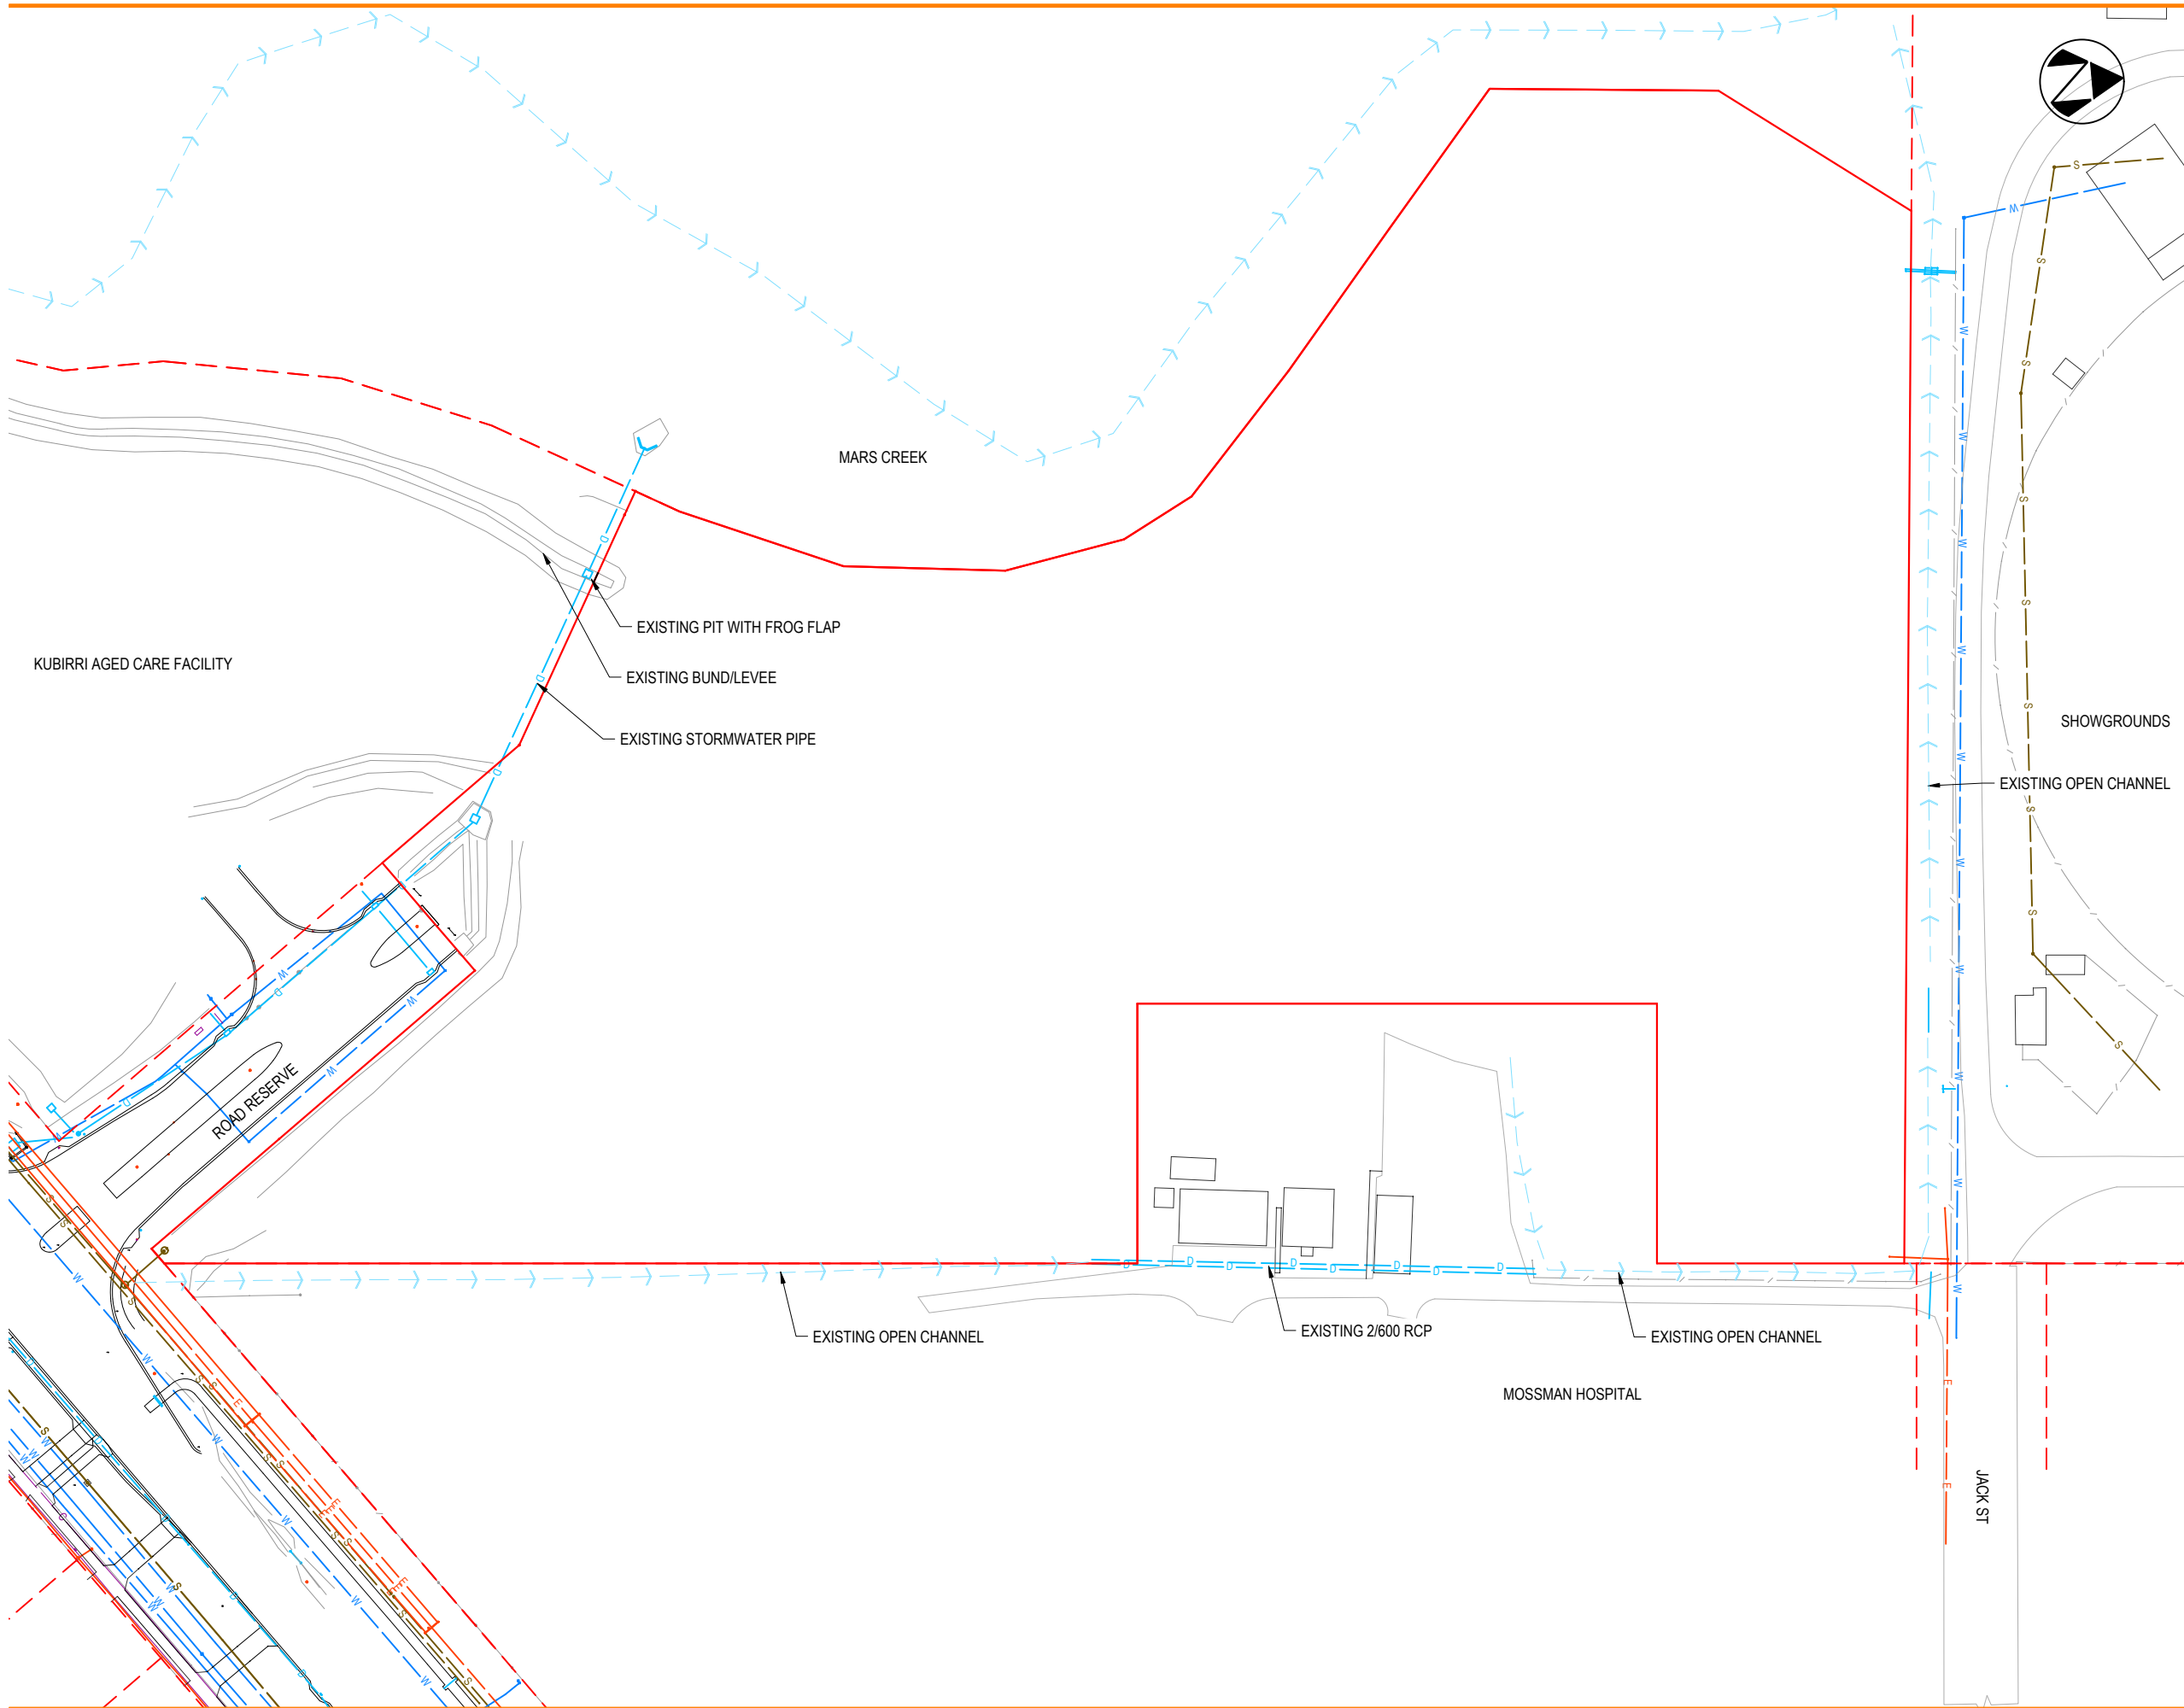 MARS CREEK
EXISTING PIT WITH FROG FLAP
KUBIRRI AGED CARE FACILITY
EXISTING BUND/LEVEE
SHOWGROUNDS
EXISTING STORMWATER PIPE
EXISTING OPEN CHANNEL
ROAD RESERVE
EXISTING 2/600 RCP
EXISTING OPEN CHANNEL
EXISTING OPEN CHANNEL
MOSSMAN HOSPITAL
JACK ST